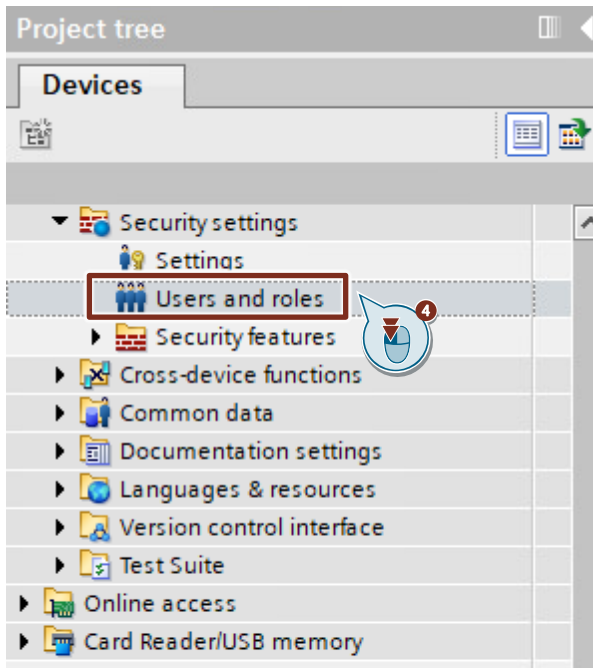 Project tree
Devices
Security settings
Settings
Users and roles
4
Security features
Cross-device functions
Common data
Documentation settings
Languages & resources
Version control interface
Test Suite
Online access
Card Reader/USB memory